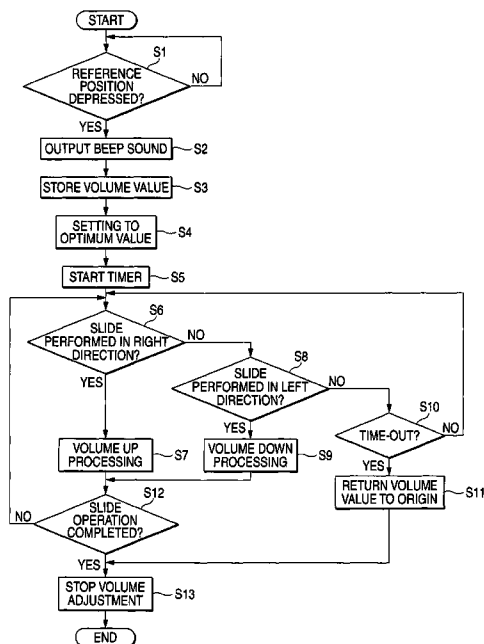 START
S1
REFERENCE
POSITION
DEPRESSED?
NO
YES
OUTPUT BEEP SOUND
S2
STORE VOLUME VALUE
S3
SETTING TO
OPTIMUM VALUE
S4
START TIMER
S5
S6
SLIDE
PERFORMED IN RIGHT
DIRECTION?
NO
YES
S8
SLIDE
PERFORMED IN LEFT
DIRECTION?
NO
YES
S10
TIME-OUT?
NO
YES
VOLUME UP
PROCESSING
S7
VOLUME DOWN
PROCESSING
S9
RETURN VOLUME
VALUE TO ORIGIN
S11
S12
SLIDE
OPERATION
COMPLETED?
NO
YES
STOP VOLUME
ADJUSTMENT
S13
END